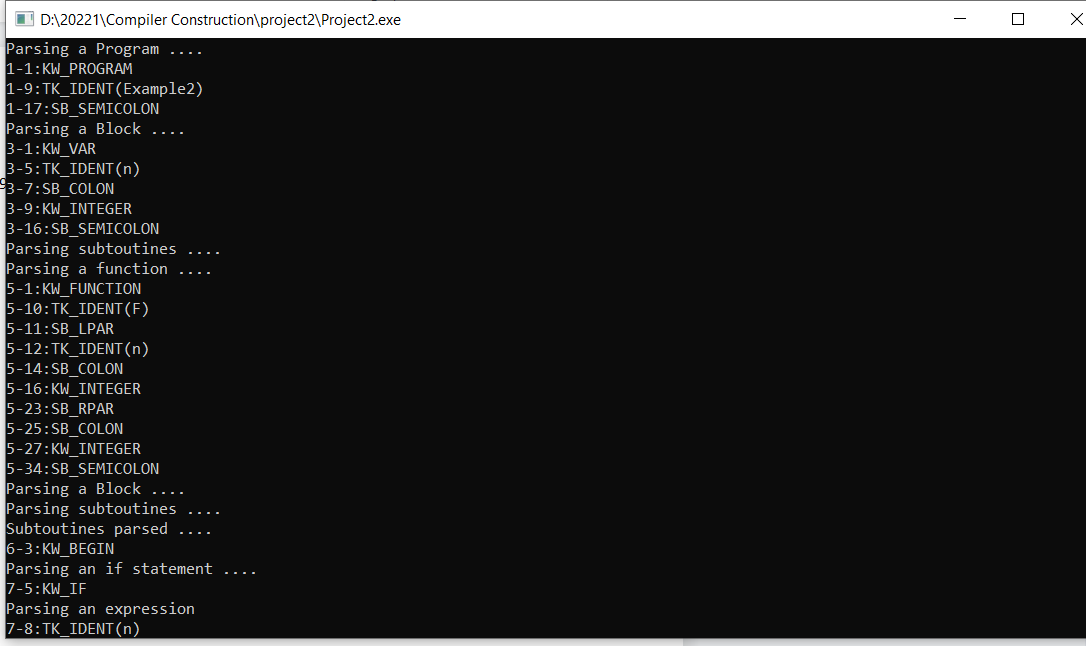 D:\20221\Compiler Construction\project2\Project2.exe
Parsing a Program ....
1-1:KW_PROGRAM
1-9:TK_IDENT(Example2)
1-17:SB_SEMICOLON
Parsing a Block ....
3-1:KW_VAR
3-5:TK_IDENT(n)
3-7:SB_COLON
3-9:KW_INTEGER
3-16:SB_SEMICOLON
Parsing subtoutines ....
Parsing a function ....
5-1:KW_FUNCTION
5-10:TK_IDENT(F)
5-11:SB_LPAR
5-12:TK_IDENT(n)
5-14:SB_COLON
5-16:KW_INTEGER
5-23:SB_RPAR
5-25:SB_COLON
5-27:KW_INTEGER
5-34:SB_SEMICOLON
Parsing a Block ....
Parsing subtoutines ....
Subtoutines parsed ....
6-3:KW_BEGIN
Parsing an if statement ....
7-5:KW_IF
Parsing an expression
7-8:TK_IDENT(n)